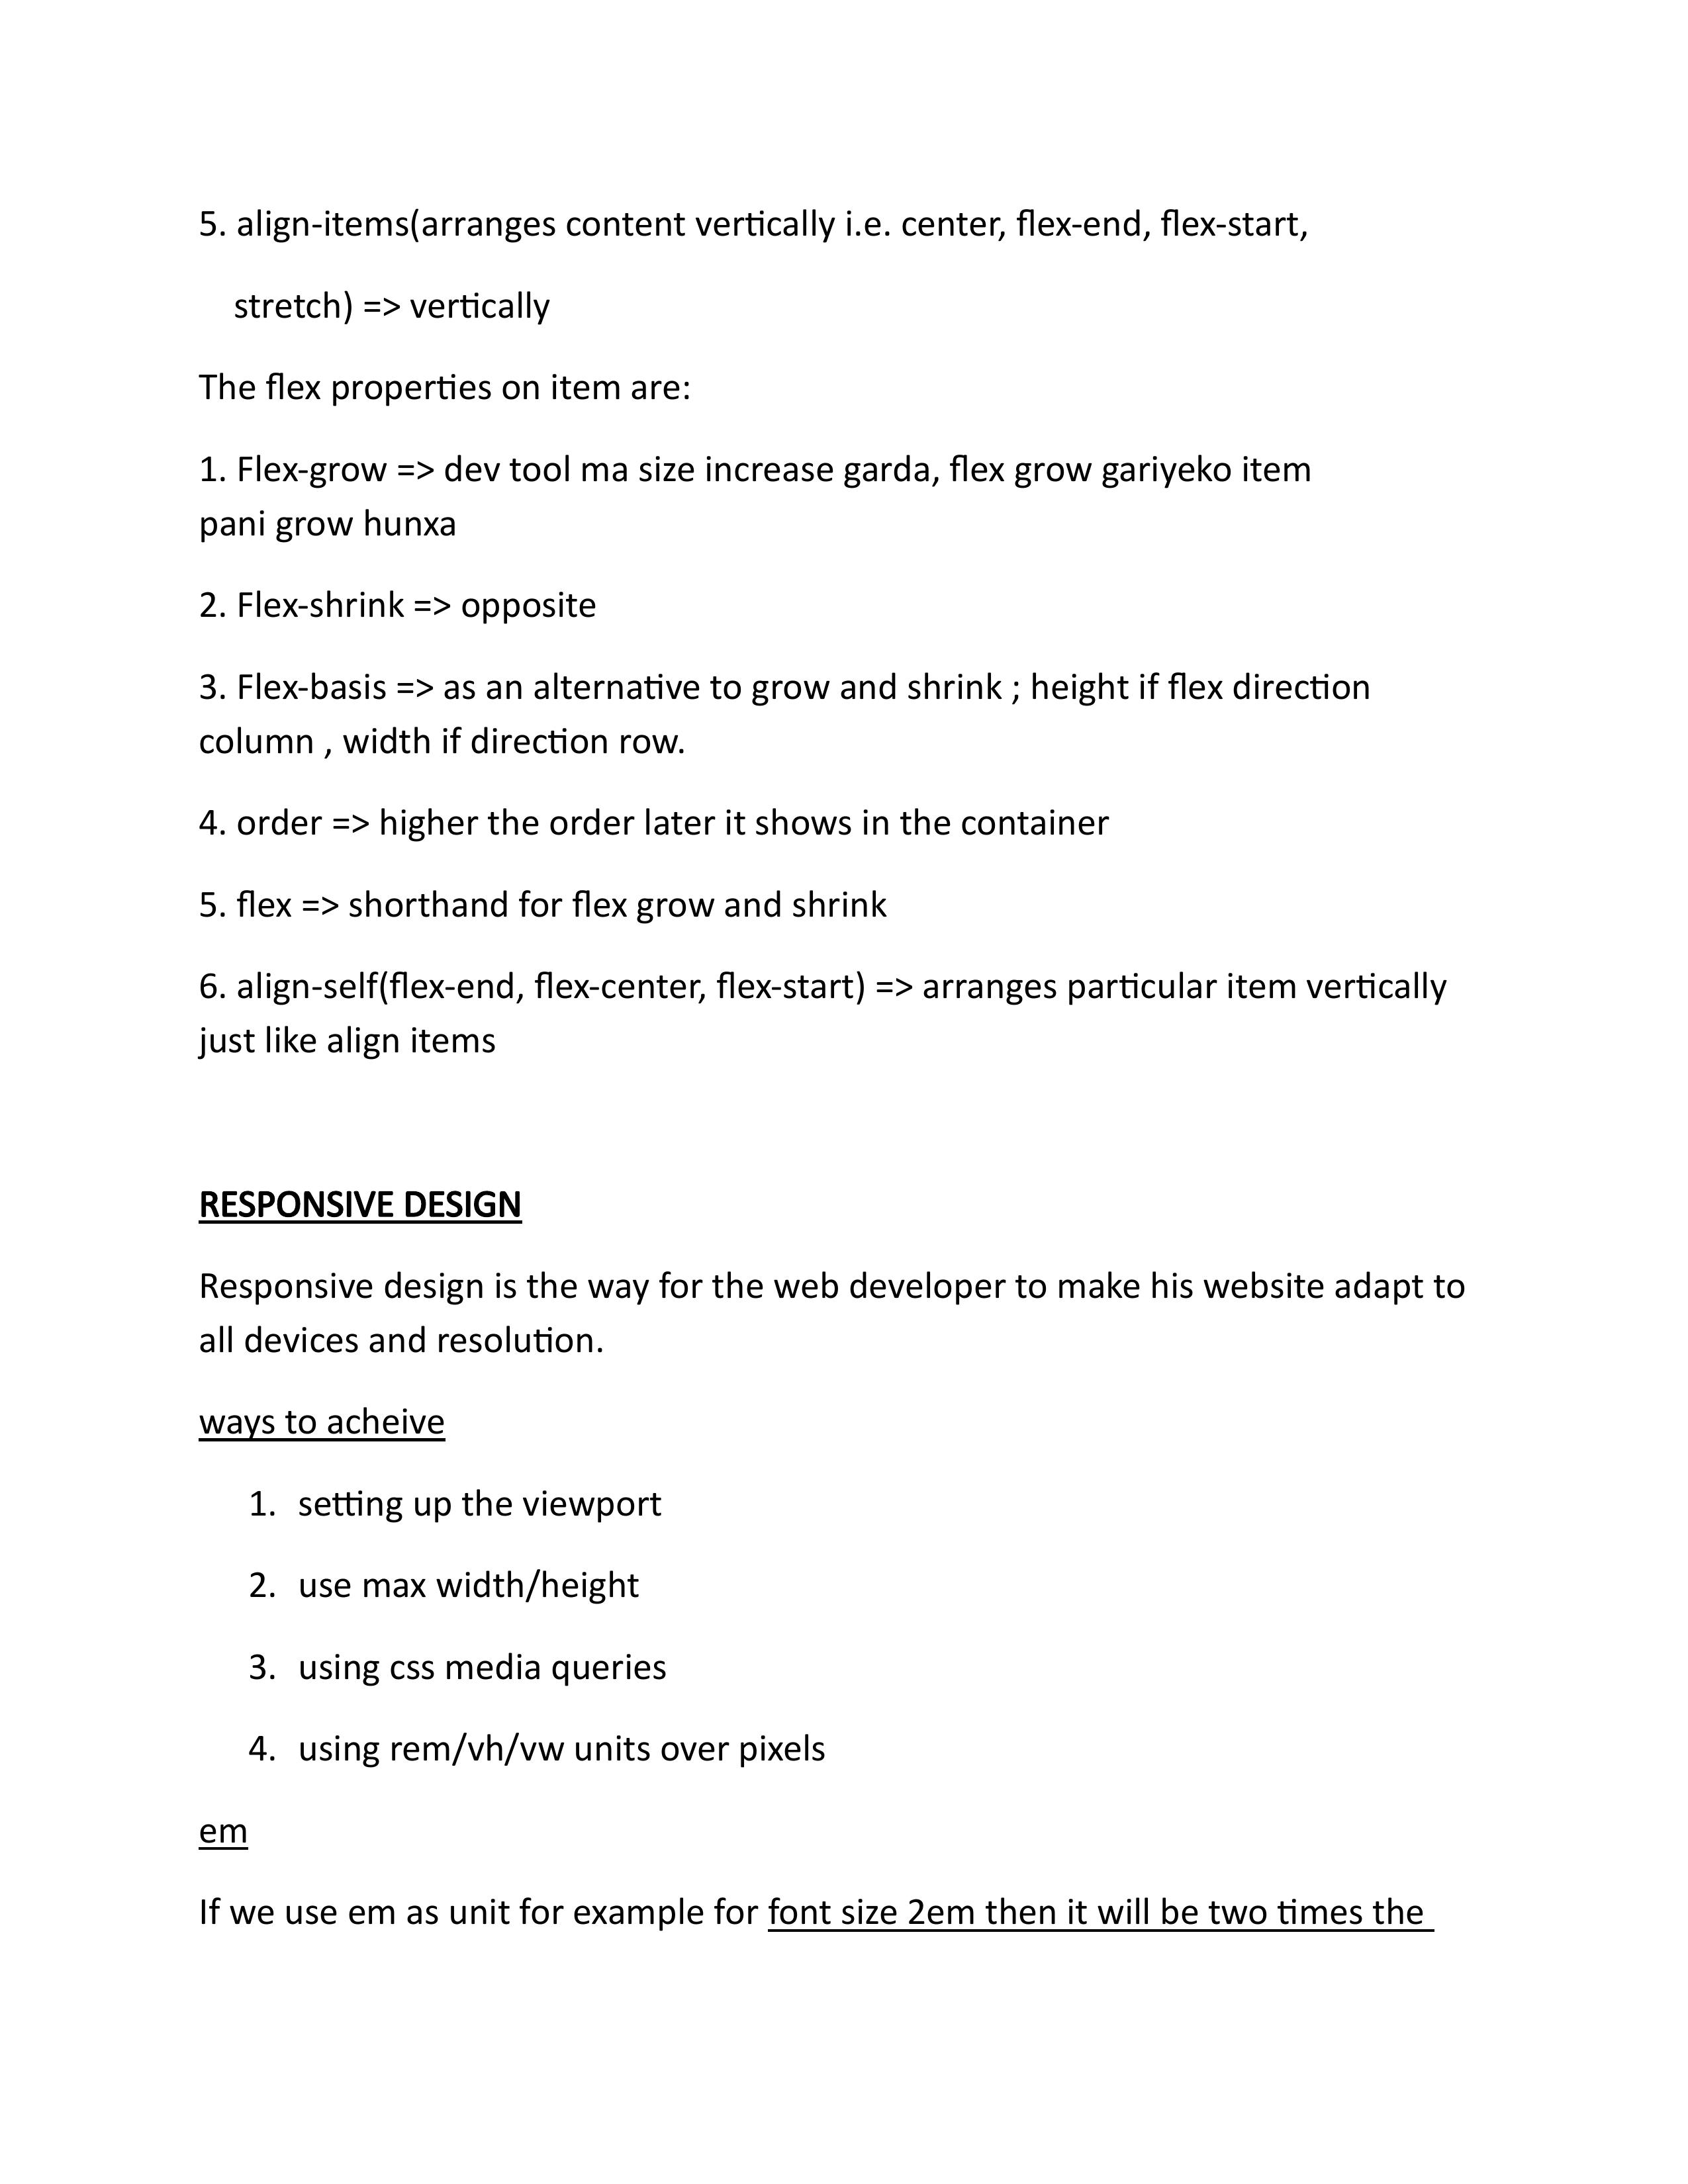 5. align-items(arranges content vertically i.e. center, flex-end, flex-start,
stretch) => vertically
The flex properties on item are:
1. Flex-grow => dev tool ma size increase garda, flex grow gariyeko item
pani grow hunxa
2. Flex-shrink => opposite
3. Flex-basis => as an alternative to grow and shrink ; height if flex direction
column , width if direction row.
4. order => higher the order later it shows in the container
5. flex => shorthand for flex grow and shrink
6. align-self(flex-end, flex-center, flex-start) => arranges particular item vertically
just like align items
RESPONSIVE DESIGN
Responsive design is the way for the web developer to make his website adapt to
all devices and resolution.
ways to acheive
1. setting up the viewport
2. use max width/height
3. using css media queries
4. using rem/vh/vw units over pixels
em
If we use em as unit for example for font size 2em then it will be two times the